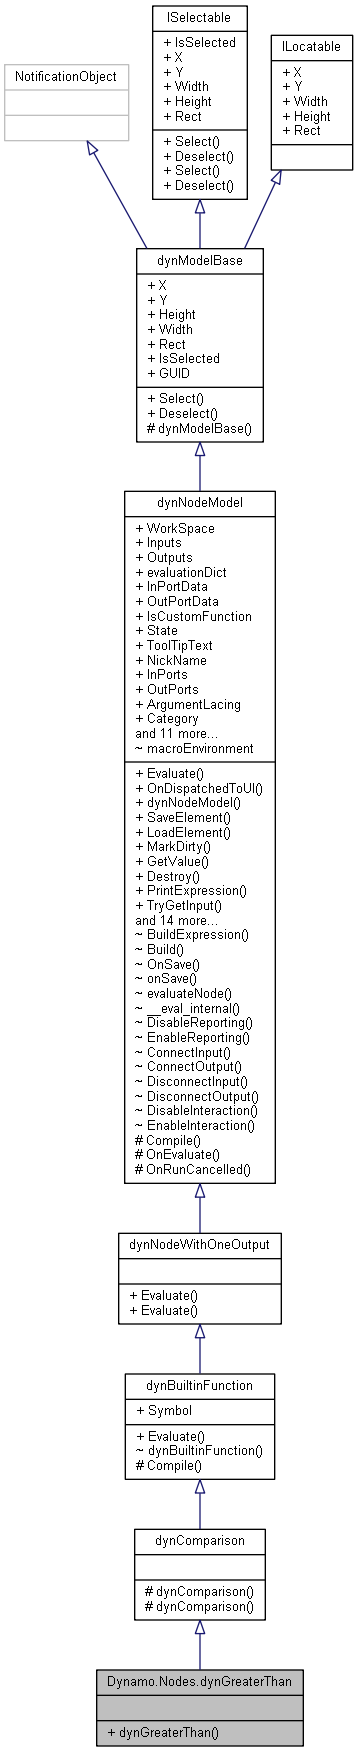 ISelectable
+ IsSelected
+ X
+ Y
+ Width
+ Height
+ Rect
+ Select()
+ Deselect()
+ Select()
+ Deselect()
ILocatable
+ X
+ Y
+ Width
+ Height
+ Rect
NotificationObject
dynModelBase
+ X
+ Y
+ Height
+ Width
+ Rect
+ IsSelected
+ GUID
+ Select()
+ Deselect()
# dynModelBase()
dynNodeModel
+ WorkSpace
+ Inputs
+ Outputs
+ evaluationDict
+ InPortData
+ OutPortData
+ IsCustomFunction
+ State
+ ToolTipText
+ NickName
+ InPorts
+ OutPorts
+ ArgumentLacing
+ Category
and 11 more...
~ macroEnvironment
+ Evaluate()
+ OnDispatchedToUI()
+ dynNodeModel()
+ SaveElement()
+ LoadElement()
+ MarkDirty()
+ GetValue()
+ Destroy()
+ PrintExpression()
+ TryGetInput()
and 14 more...
~ BuildExpression()
~ Build()
~ OnSave()
~ onSave()
~ evaluateNode()
~ __eval_internal()
~ DisableReporting()
~ EnableReporting()
~ ConnectInput()
~ ConnectOutput()
~ DisconnectInput()
~ DisconnectOutput()
~ DisableInteraction()
~ EnableInteraction()
# Compile()
# OnEvaluate()
# OnRunCancelled()
dynNodeWithOneOutput
+ Evaluate()
+ Evaluate()
dynBuiltinFunction
+ Symbol
+ Evaluate()
~ dynBuiltinFunction()
# Compile()
dynComparison
# dynComparison()
# dynComparison()
Dynamo.Nodes.dynGreaterThan
+ dynGreaterThan()